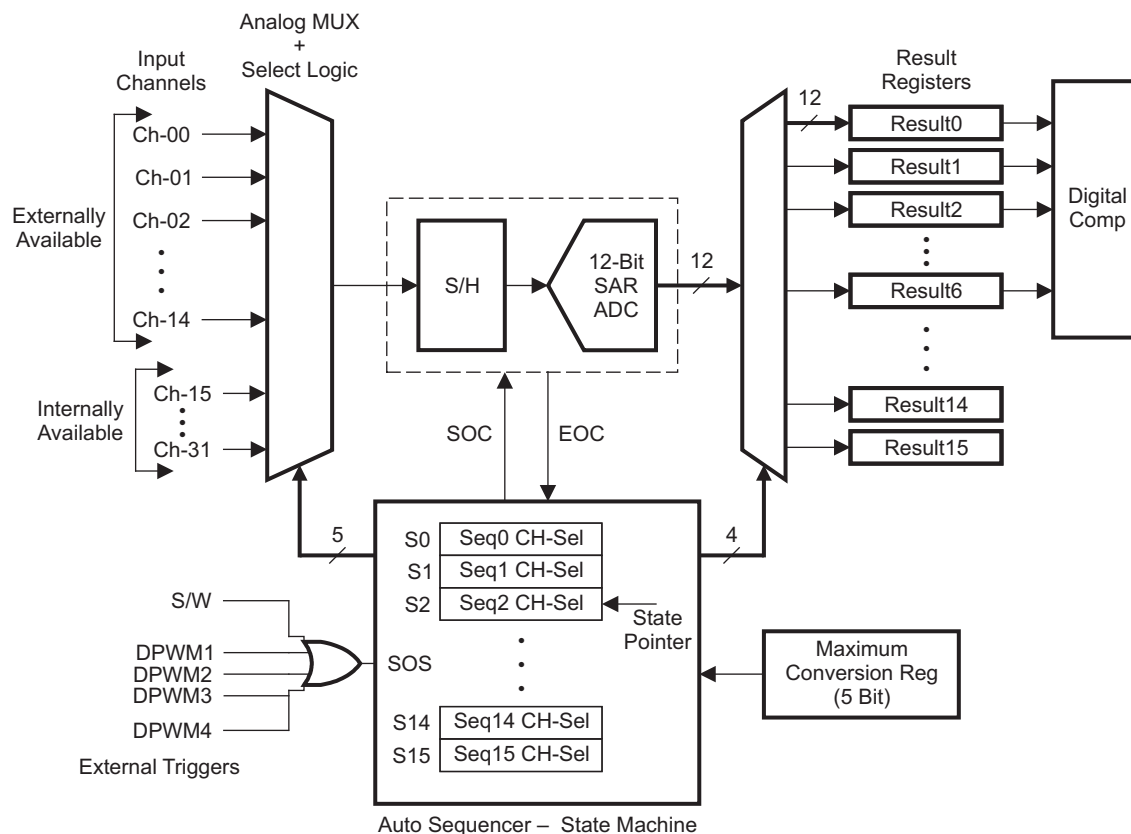 Analog MUX
+
Select Logic
Input
Channels
Result
Registers
Ch-00
Ch-01
Ch-02
Ch-14
Externally
Available
Ch-15
Ch-31
Internally
Available
S/H
12-Bit
SAR
ADC
12
12
Result0
Result1
Result2
Result6
Result14
Result15
Digital
Comp
SOC
EOC
5
4
S0 Seq0 CH-Sel
S1 Seq1 CH-Sel
S2 Seq2 CH-Sel
State
Pointer
S14 Seq14 CH-Sel
S15 Seq15 CH-Sel
S/W
DPWM1
DPWM2
DPWM3
DPWM4
External Triggers
SOS
Maximum
Conversion Reg
(5 Bit)
Auto Sequencer – State Machine